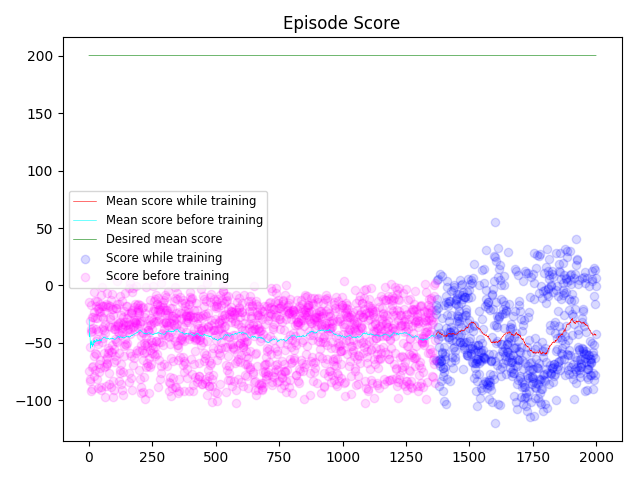 Episode Score
200
150
100
50
0
−50
−100
Mean score while training
Mean score before training
Desired mean score
Score while training
Score before training
0 250 500 750 1000 1250 1500 1750 2000